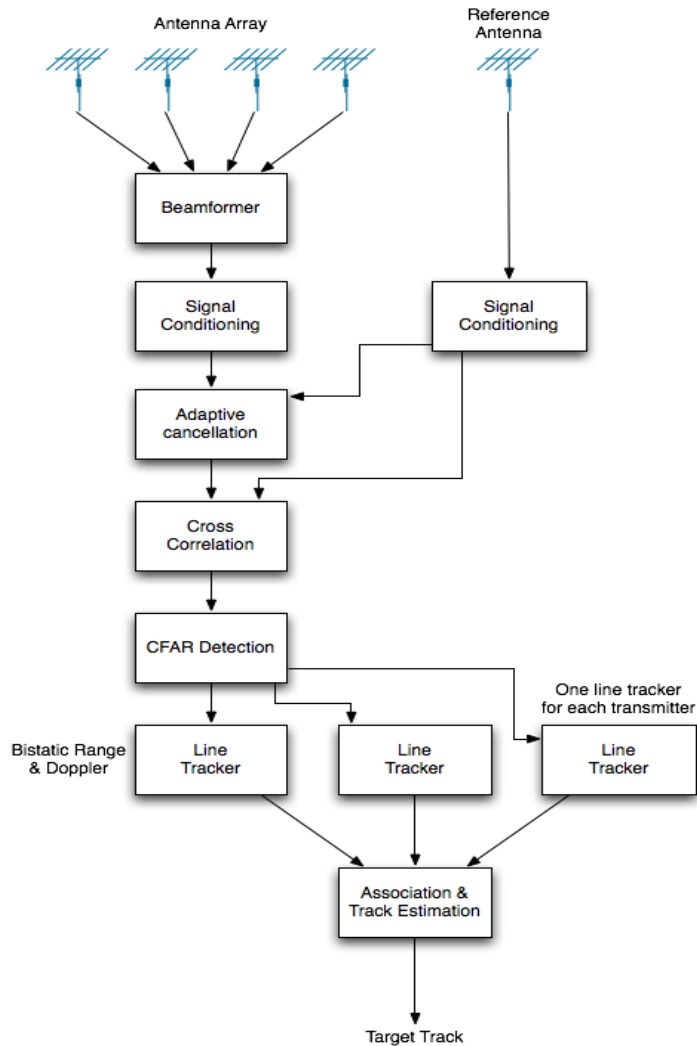 Antenna Array
Reference
Antenna
Beamformer
Signal
Conditioning
Signal
Conditioning
Adaptive
cancellation
Cross
Correlation
CFAR Detection
One line tracker
for each transmitter
Bistatic Range
& Doppler
Line
Tracker
Line
Tracker
Line
Tracker
Association &
Track Estimation
Target Track